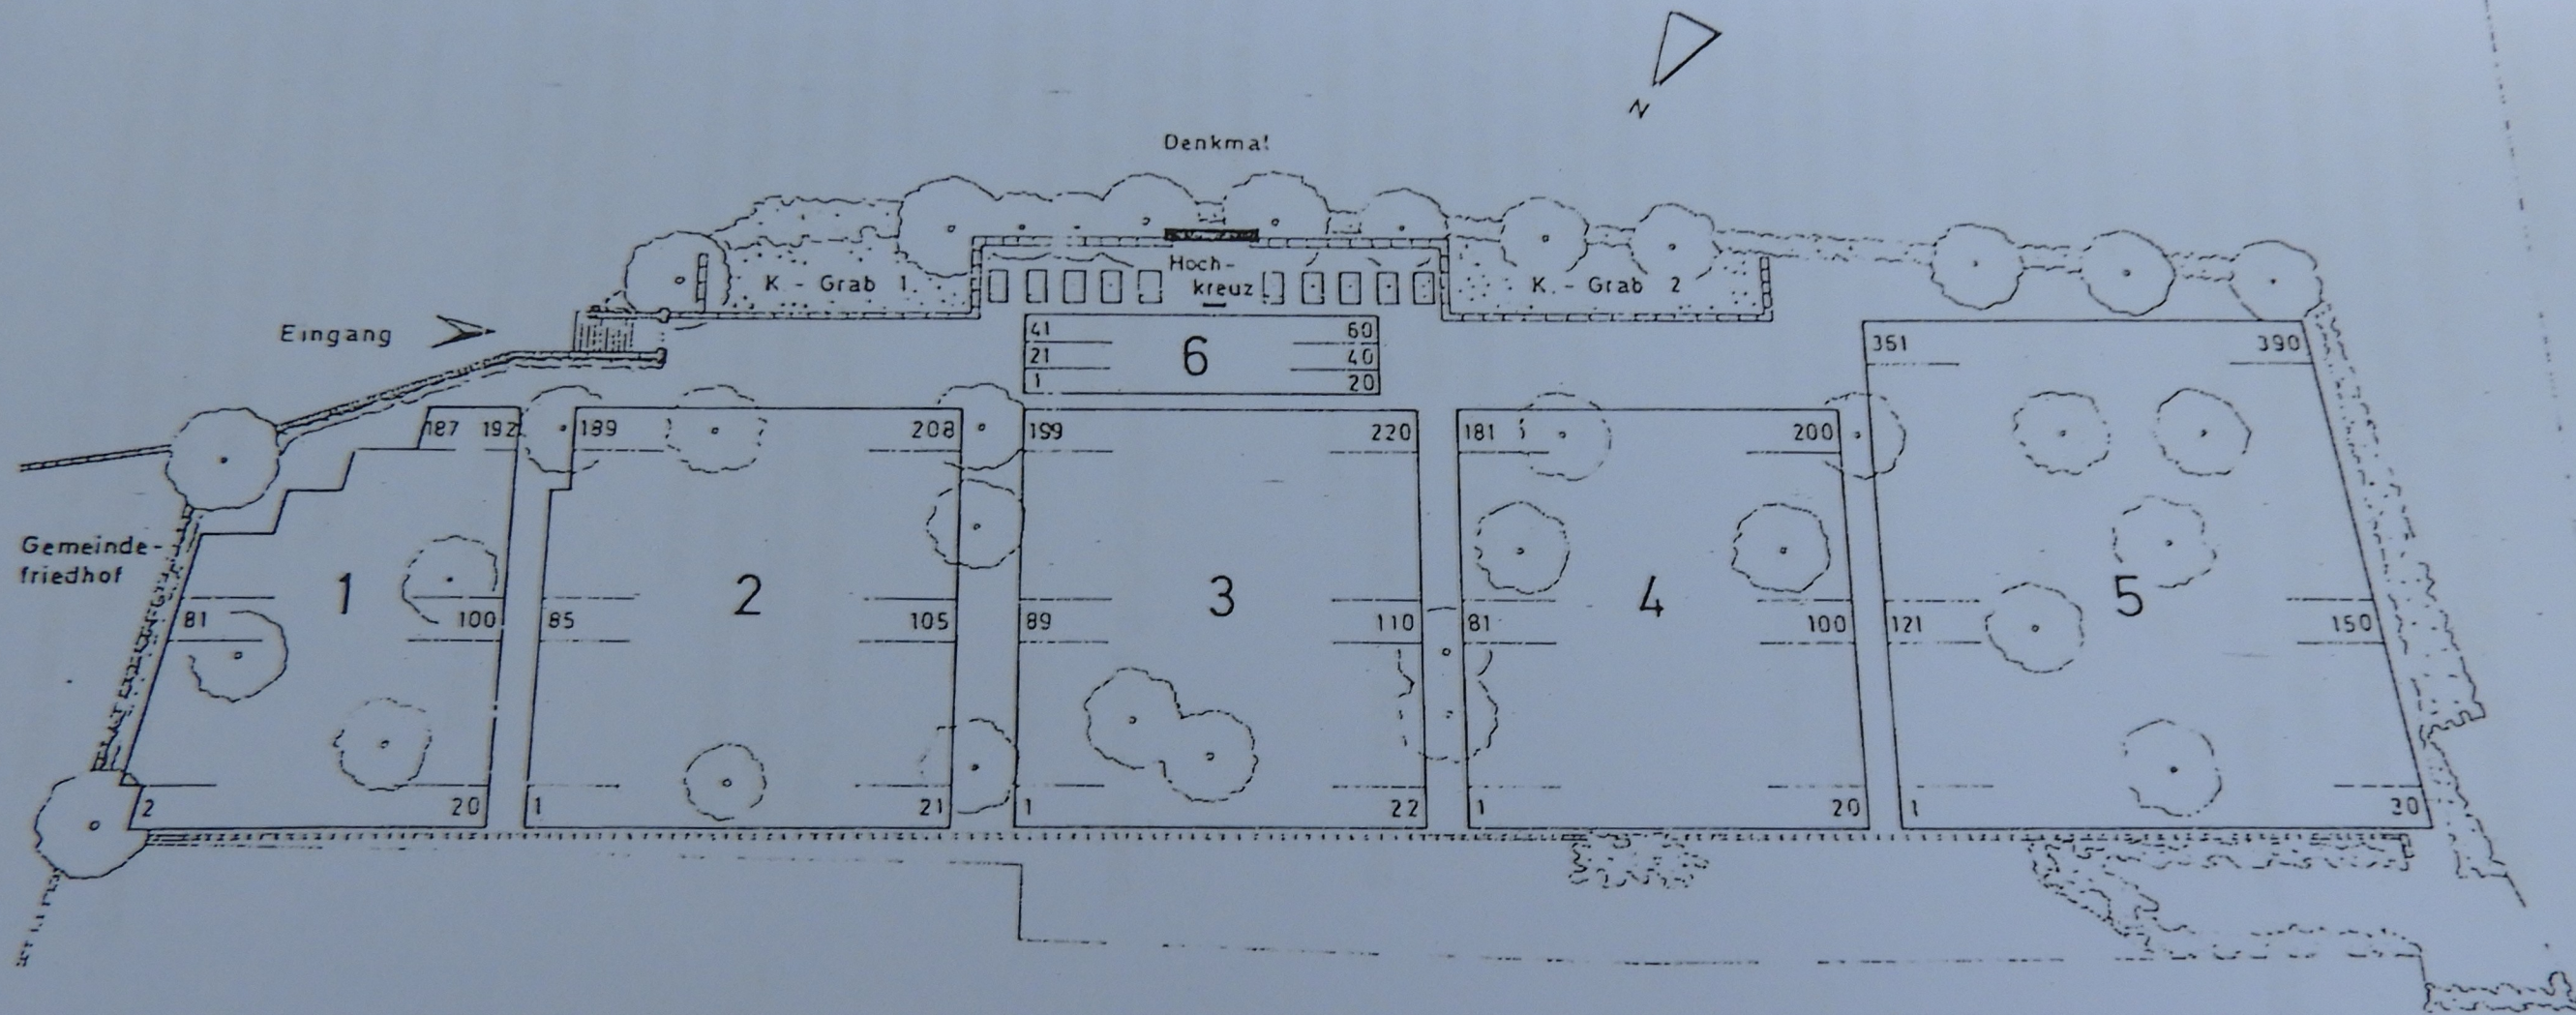 N
Denkmal
Hoch-
kreuz
K. - Grab 1.
K. - Grab 2
Eingang
41 60
21 6 40
1 20
351 390
187 192
189 208
199 220
181 200
Gemeinde-
friedhof
1 2 3 4 5
81 100
85 105
89 110
81 100
121 150
2 20
1 21
1 22
1 20
1 30